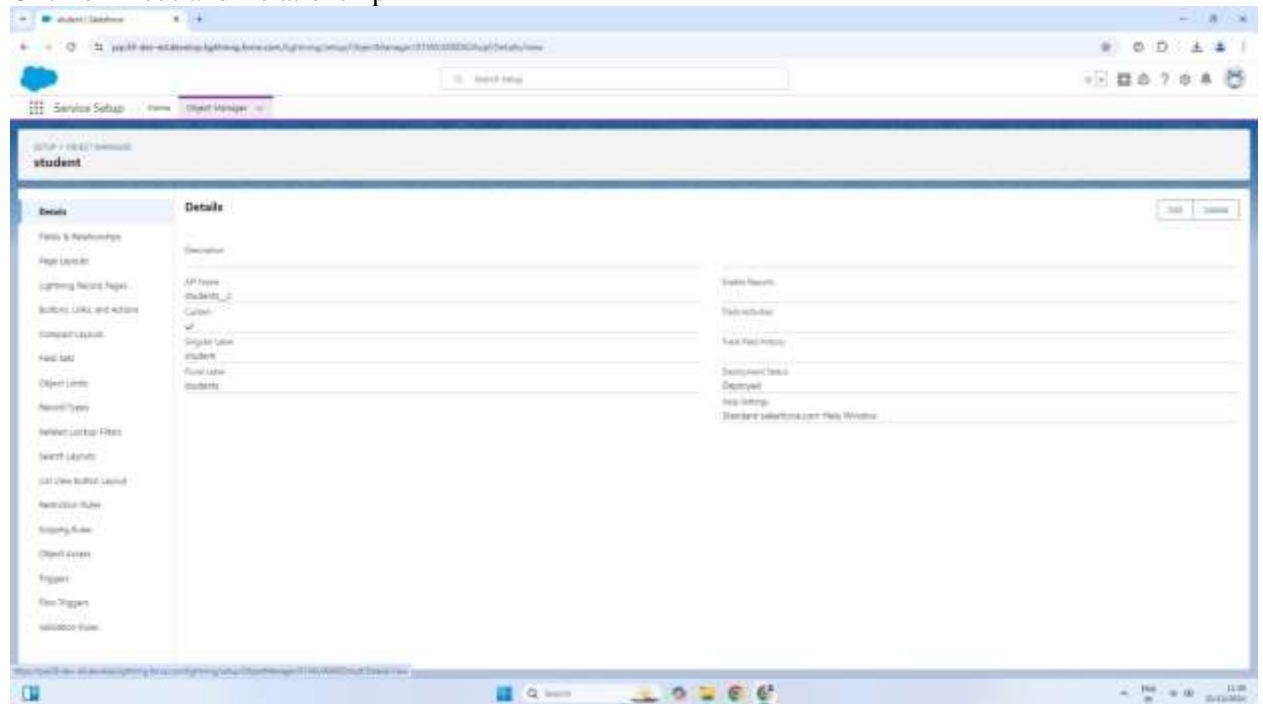 student | Salesforce
Search Setup
Service Setup Home Object Manager
SETUP > OBJECT MANAGER
student
Details
Fields & Relationships
Page Layouts
Lightning Record Pages
Buttons, Links, and Actions
Compact Layouts
Field Sets
Object Limits
Record Types
Related Lookup Filters
Search Layouts
List View Button Layout
Restriction Rules
Scoping Rules
Object Access
Triggers
Flow Triggers
Validation Rules
Details
Edit Delete
Description
API Name
students__c
Custom
Singular Label
student
Plural Label
students
Enable Reports
Track Activities
Track Field History
Deployment Status
Deployed
Help Settings
Standard salesforce.com Help Window
Search